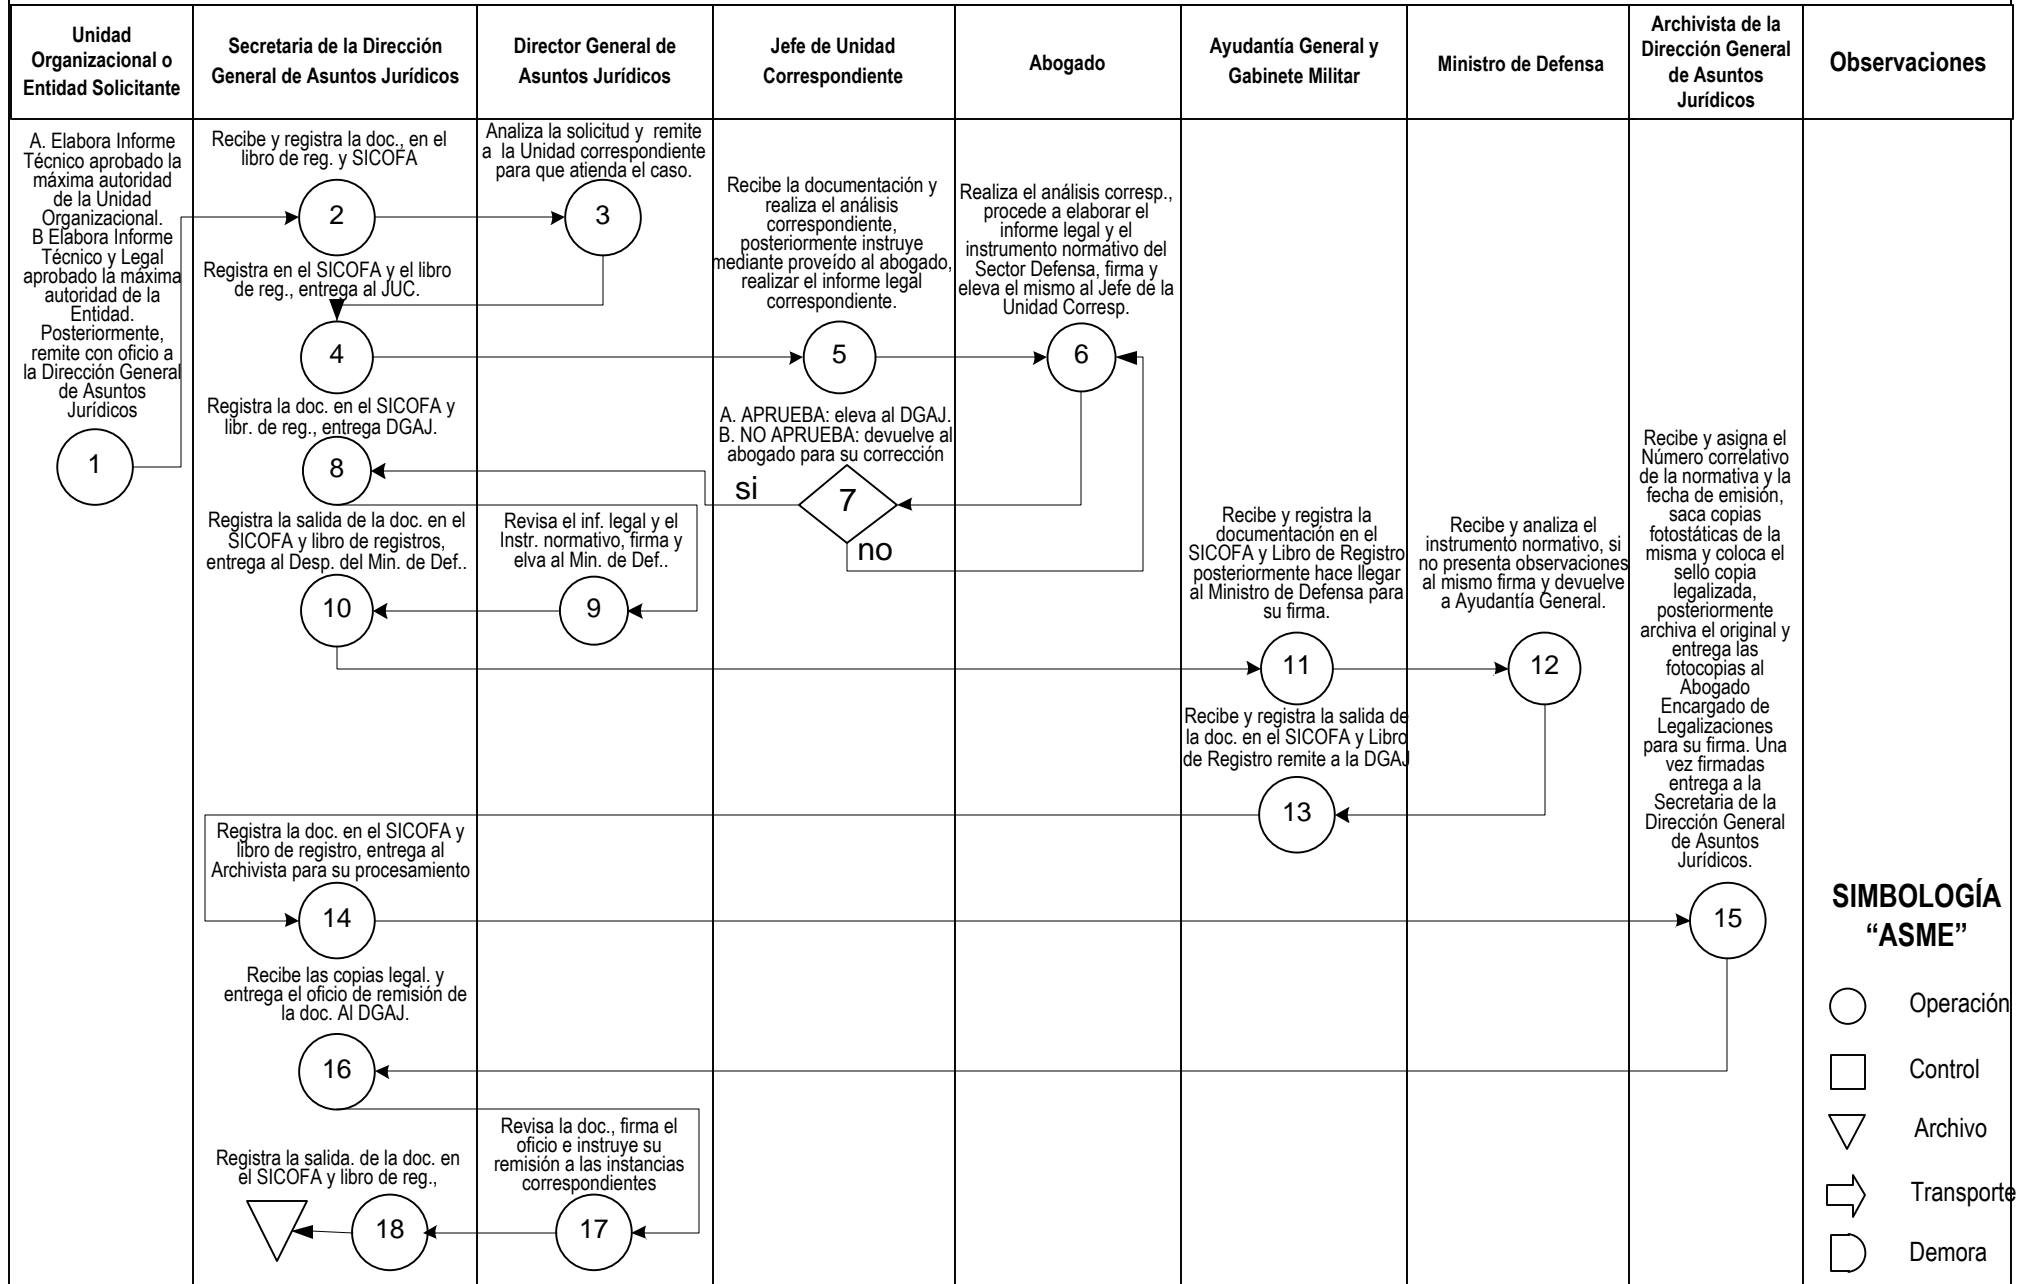 Unidad
Organizacional o
Entidad Solicitante
Secretaria de la Dirección
General de Asuntos Jurídicos
Director General de
Asuntos Jurídicos
Jefe de Unidad
Correspondiente
Abogado
Ayudantía General y
Gabinete Militar
Ministro de Defensa
Archivista de la
Dirección General
de Asuntos
Jurídicos
Observaciones
A. Elabora Informe
Técnico aprobado la
máxima autoridad
de la Unidad
Organizacional.
B Elabora Informe
Técnico y Legal
aprobado la máxima
autoridad de la
Entidad.
Posteriormente,
remite con oficio a
la Dirección General
de Asuntos
Jurídicos
1
Recibe y registra la doc., en el
libro de reg. y SICOFA
2
Analiza la solicitud y remite
a la Unidad correspondiente
para que atienda el caso.
3
Registra en el SICOFA y el libro
de reg., entrega al JUC.
4
Recibe la documentación y
realiza el análisis
correspondiente,
posteriormente instruye
mediante proveído al abogado,
realizar el informe legal
correspondiente.
5
Realiza el análisis corresp.,
procede a elaborar el
informe legal y el
instrumento normativo del
Sector Defensa, firma y
eleva el mismo al Jefe de la
Unidad Corresp.
6
A. APRUEBA: eleva al DGAJ.
B. NO APRUEBA: devuelve al
abogado para su corrección
7
si
no
Registra la doc. en el SICOFA y
libr. de reg., entrega DGAJ.
8
Revisa el inf. legal y el
Instr. normativo, firma y
elva al Min. de Def..
9
Registra la salida de la doc. en el
SICOFA y libro de registros,
entrega al Desp. del Min. de Def..
10
Recibe y registra la
documentación en el
SICOFA y Libro de Registro
posteriormente hace llegar
al Ministro de Defensa para
su firma.
11
Recibe y analiza el
instrumento normativo, si
no presenta observaciones
al mismo firma y devuelve
a Ayudantía General.
12
Recibe y registra la salida de
la doc. en el SICOFA y Libro
de Registro remite a la DGAJ
13
Registra la doc. en el SICOFA y
libro de registro, entrega al
Archivista para su procesamiento
14
Recibe y asigna el
Número correlativo
de la normativa y la
fecha de emisión,
saca copias
fotostáticas de la
misma y coloca el
sello copia
legalizada,
posteriormente
archiva el original y
entrega las
fotocopias al
Abogado
Encargado de
Legalizaciones
para su firma. Una
vez firmadas
entrega a la
Secretaria de la
Dirección General
de Asuntos
Jurídicos.
15
Recibe las copias legal. y
entrega el oficio de remisión de
la doc. Al DGAJ.
16
Revisa la doc., firma el
oficio e instruye su
remisión a las instancias
correspondientes
17
Registra la salida. de la doc. en
el SICOFA y libro de reg.,
18
SIMBOLOGÍA
“ASME”
Operación
Control
Archivo
Transporte
Demora